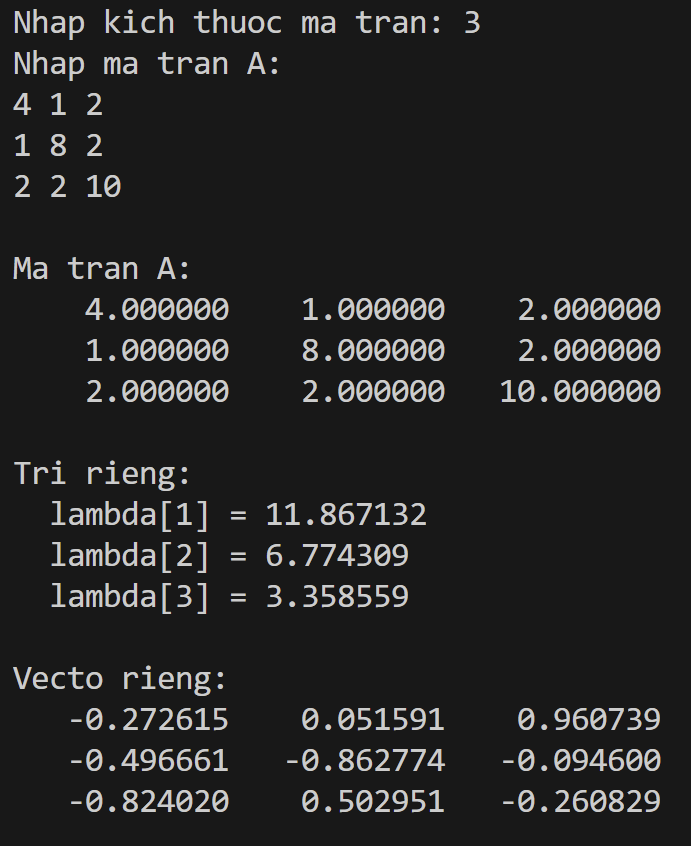 Nhap kich thuoc ma tran: 3
Nhap ma tran A:
4 1 2
1 8 2
2 2 10
Ma tran A:
4.000000 1.000000 2.000000
1.000000 8.000000 2.000000
2.000000 2.000000 10.000000
Tri rieng:
lambda[1] = 11.867132
lambda[2] = 6.774309
lambda[3] = 3.358559
Vecto rieng:
-0.272615 0.051591 0.960739
-0.496661 -0.862774 -0.094600
-0.824020 0.502951 -0.260829